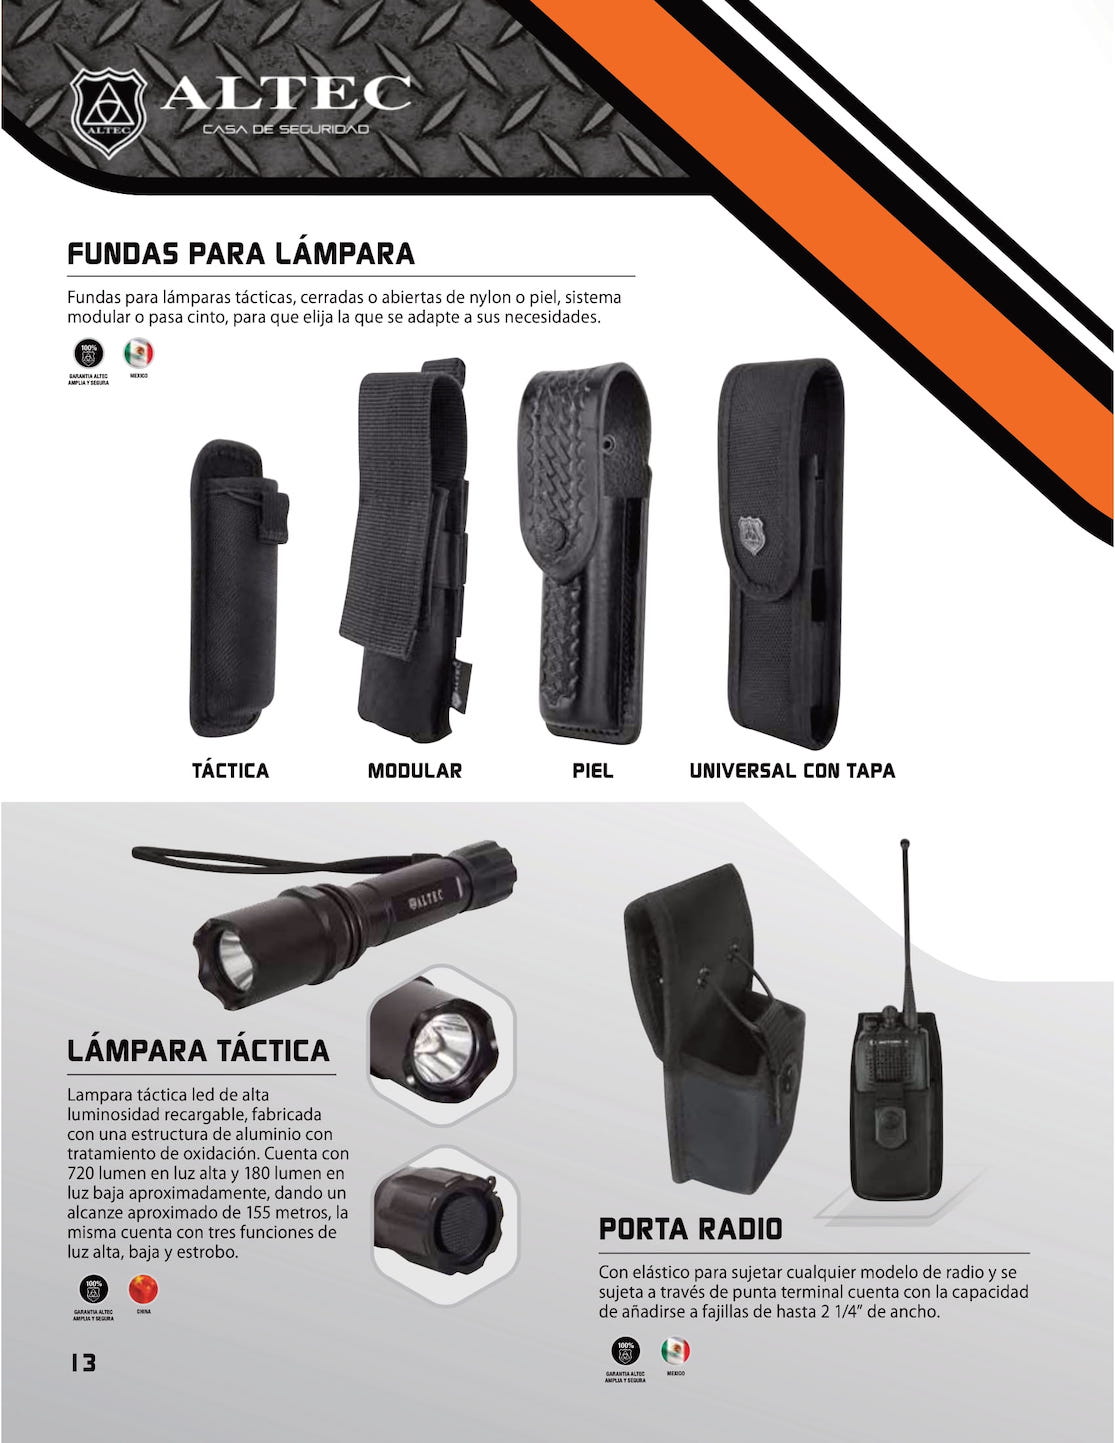 ALTEC
ALTEC
CASA DE SEGURIDAD
FUNDAS PARA LÁMPARA
Fundas para lámparas tácticas, cerradas o abiertas de nylon o piel, sistema
modular o pasa cinto, para que elija la que se adapte a sus necesidades.
100%
GARANTIA ALTEC
AMPLIA Y SEGURA
MEXICO
ALTEC
TÁCTICA
MODULAR
PIEL
UNIVERSAL CON TAPA
ALTEC
LÁMPARA TÁCTICA
Lampara táctica led de alta
luminosidad recargable, fabricada
con una estructura de aluminio con
tratamiento de oxidación. Cuenta con
720 lumen en luz alta y 180 lumen en
luz baja aproximadamente, dando un
alcanze aproximado de 155 metros, la
misma cuenta con tres funciones de
luz alta, baja y estrobo.
100%
GARANTIA ALTEC
AMPLIA Y SEGURA
CHINA
PORTA RADIO
Con elástico para sujetar cualquier modelo de radio y se
sujeta a través de punta terminal cuenta con la capacidad
de añadirse a fajillas de hasta 2 1/4” de ancho.
100%
GARANTIA ALTEC
AMPLIA Y SEGURA
MEXICO
13